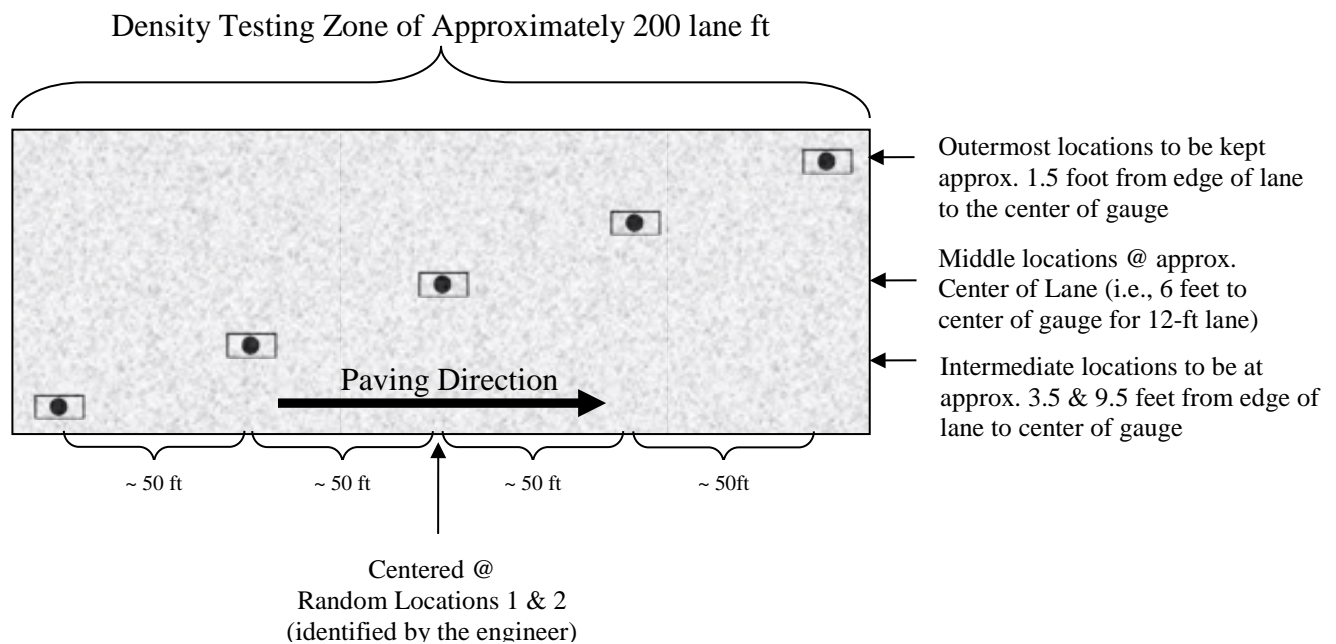 Density Testing Zone of Approximately 200 lane ft
Outermost locations to be kept
approx. 1.5 foot from edge of lane
to the center of gauge
Middle locations @ approx.
Center of Lane (i.e., 6 feet to
center of gauge for 12-ft lane)
Intermediate locations to be at
approx. 3.5 & 9.5 feet from edge of
lane to center of gauge
Paving Direction
~ 50 ft
~ 50 ft
~ 50 ft
~ 50ft
Centered @
Random Locations 1 & 2
(identified by the engineer)